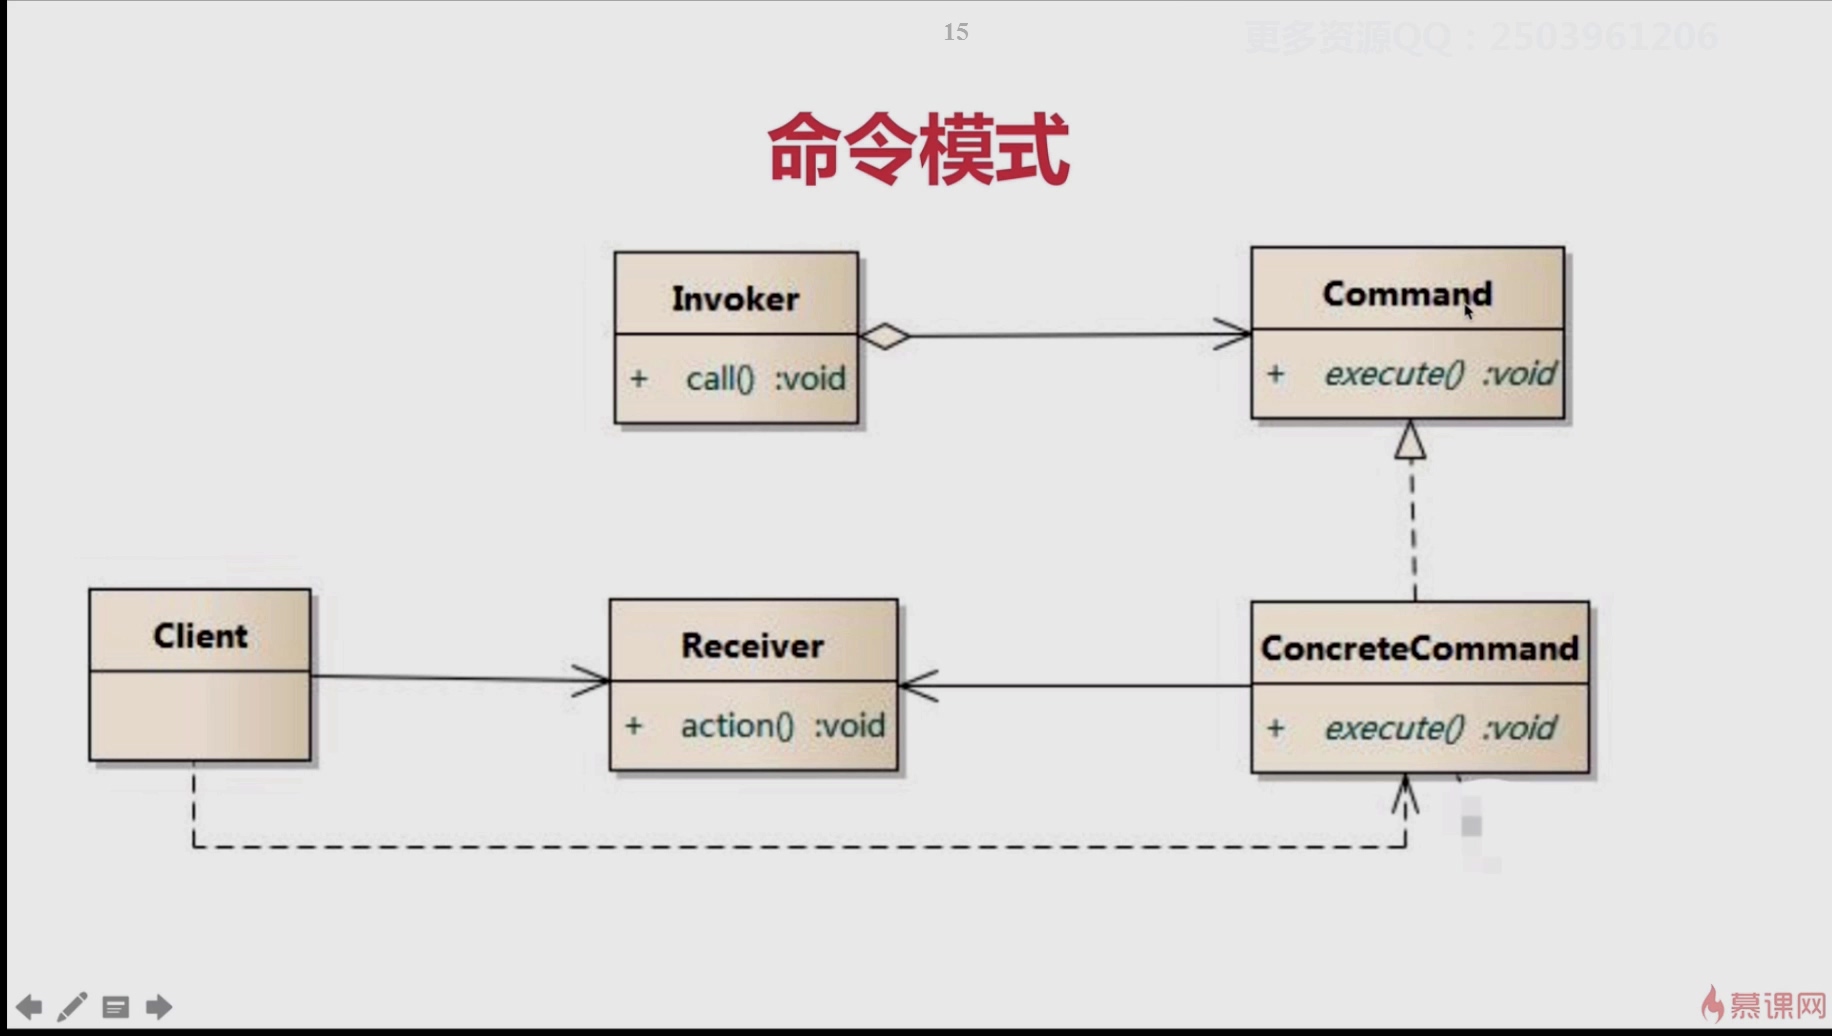 15
更多资源QQ：2503961206
命令模式
Invoker
+ call() :void
Command
+ execute() :void
Client
Receiver
+ action() :void
ConcreteCommand
+ execute() :void
慕课网